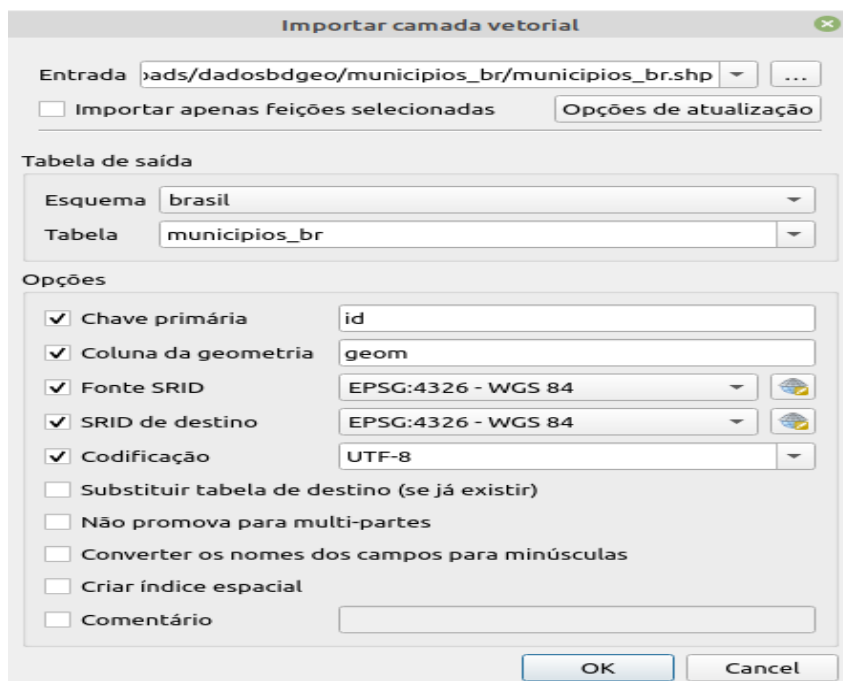 Importar camada vetorial
Entrada ads/dadosbdgeo/municipios_br/municipios_br.shp ...
Importar apenas feições selecionadas Opções de atualização
Tabela de saída
Esquema brasil
Tabela municipios_br
Opções
Chave primária id
Coluna da geometria geom
Fonte SRID EPSG:4326 - WGS 84
SRID de destino EPSG:4326 - WGS 84
Codificação UTF-8
Substituir tabela de destino (se já existir)
Não promova para multi-partes
Converter os nomes dos campos para minúsculas
Criar índice espacial
Comentário
OK Cancel